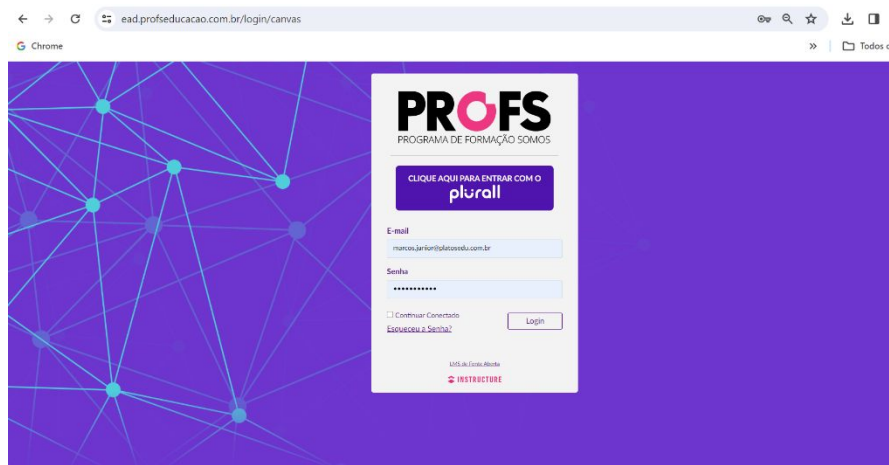 ead.profseducacao.com.br/login/canvas
Chrome
Todos
PROFS
PROGRAMA DE FORMAÇÃO SOMOS
CLIQUE AQUI PARA ENTRAR COM O
plurall
E-mail
marcos.junior@platosedu.com.br
Senha
Continuar Conectado
Esqueceu a Senha?
Login
LMS de Fonte Aberta
INSTRUCTURE